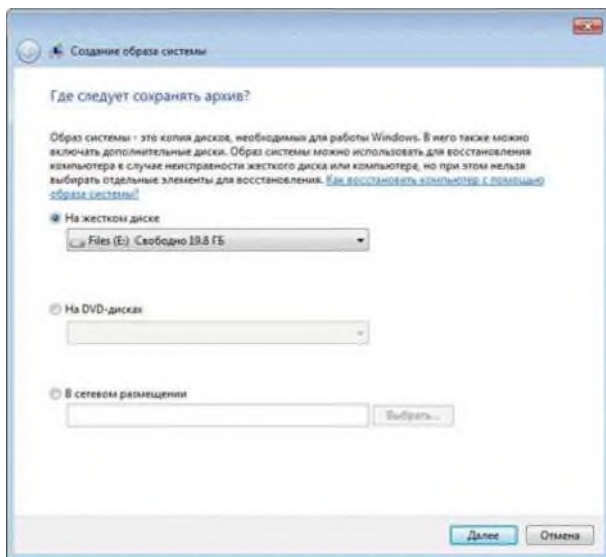 Создание образа системы
Где следует сохранять архив?
Образ системы - это копия дисков, необходимых для работы Windows. В него также можно
включать дополнительные диски. Образ системы можно использовать для восстановления
компьютера в случае неисправности жесткого диска или компьютера, но при этом нельзя
выбирать отдельные элементы для восстановления. Как восстановить компьютер с помощью
образа системы?
На жестком диске
Files (E:) Свободно 19.8 ГБ
На DVD-дисках
В сетевом размещении
Выбрать...
Далее
Отмена